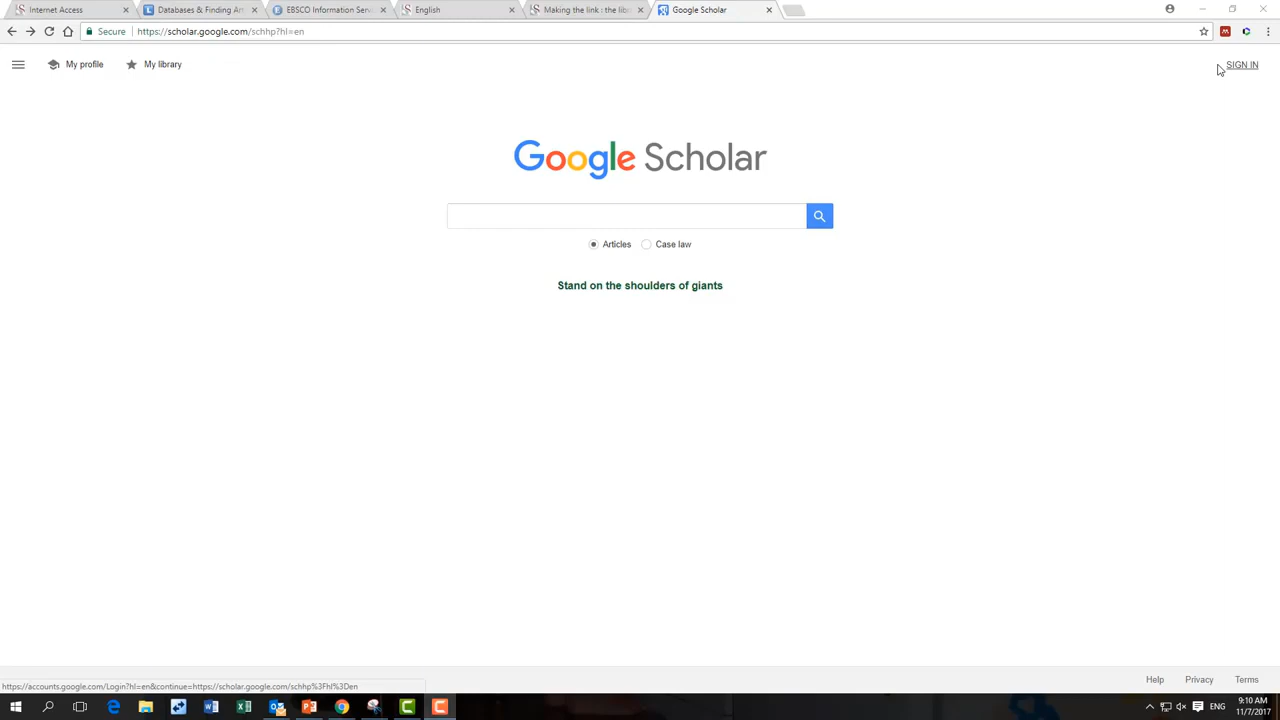 Internet Access
Databases & Finding Art
EBSCO Information Serv
English
Making the link : the libr
Google Scholar
Secure
https://scholar.google.com/schhp?hl=en
My profile
My library
SIGN IN
Google Scholar
Articles
Case law
Stand on the shoulders of giants
https://accounts.google.com/Login?hl=en&continue=https://scholar.google.com/schhp%3Fhl%3Den
Help
Privacy
Terms
ENG
9:10 AM
11/7/2017